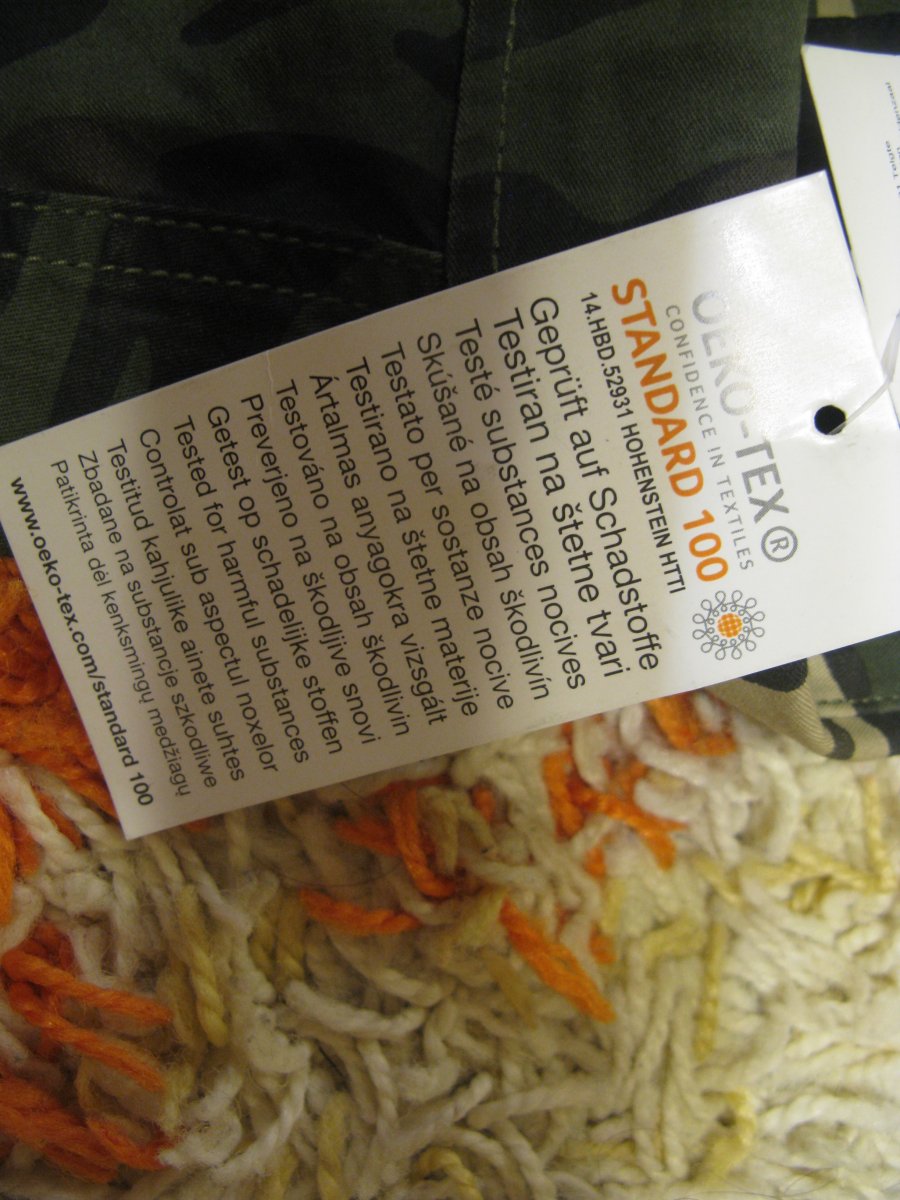 OEKO-TEX®
CONFIDENCE IN TEXTILES
STANDARD 100
14.HBD.52931 HOHENSTEIN HTTI
Geprüft auf Schadstoffe
Testiran na štetne tvari
Testé substances nocives
Skúšané na obsah škodlivín
Testato per sostanze nocive
Testirano na štetne materije
Ártalmas anyagokra vizsgált
Testováno na obsah škodlivin
Preverjeno na škodljive snovi
Getest op schadelijke stoffen
Tested for harmful substances
Controlat sub aspectul noxelor
Testitud kahjulike ainete suhtes
Zbadane na substancje szkodliwe
Patikrinta dėl kenksmingų medžiagų
www.oeko-tex.com/standard 100